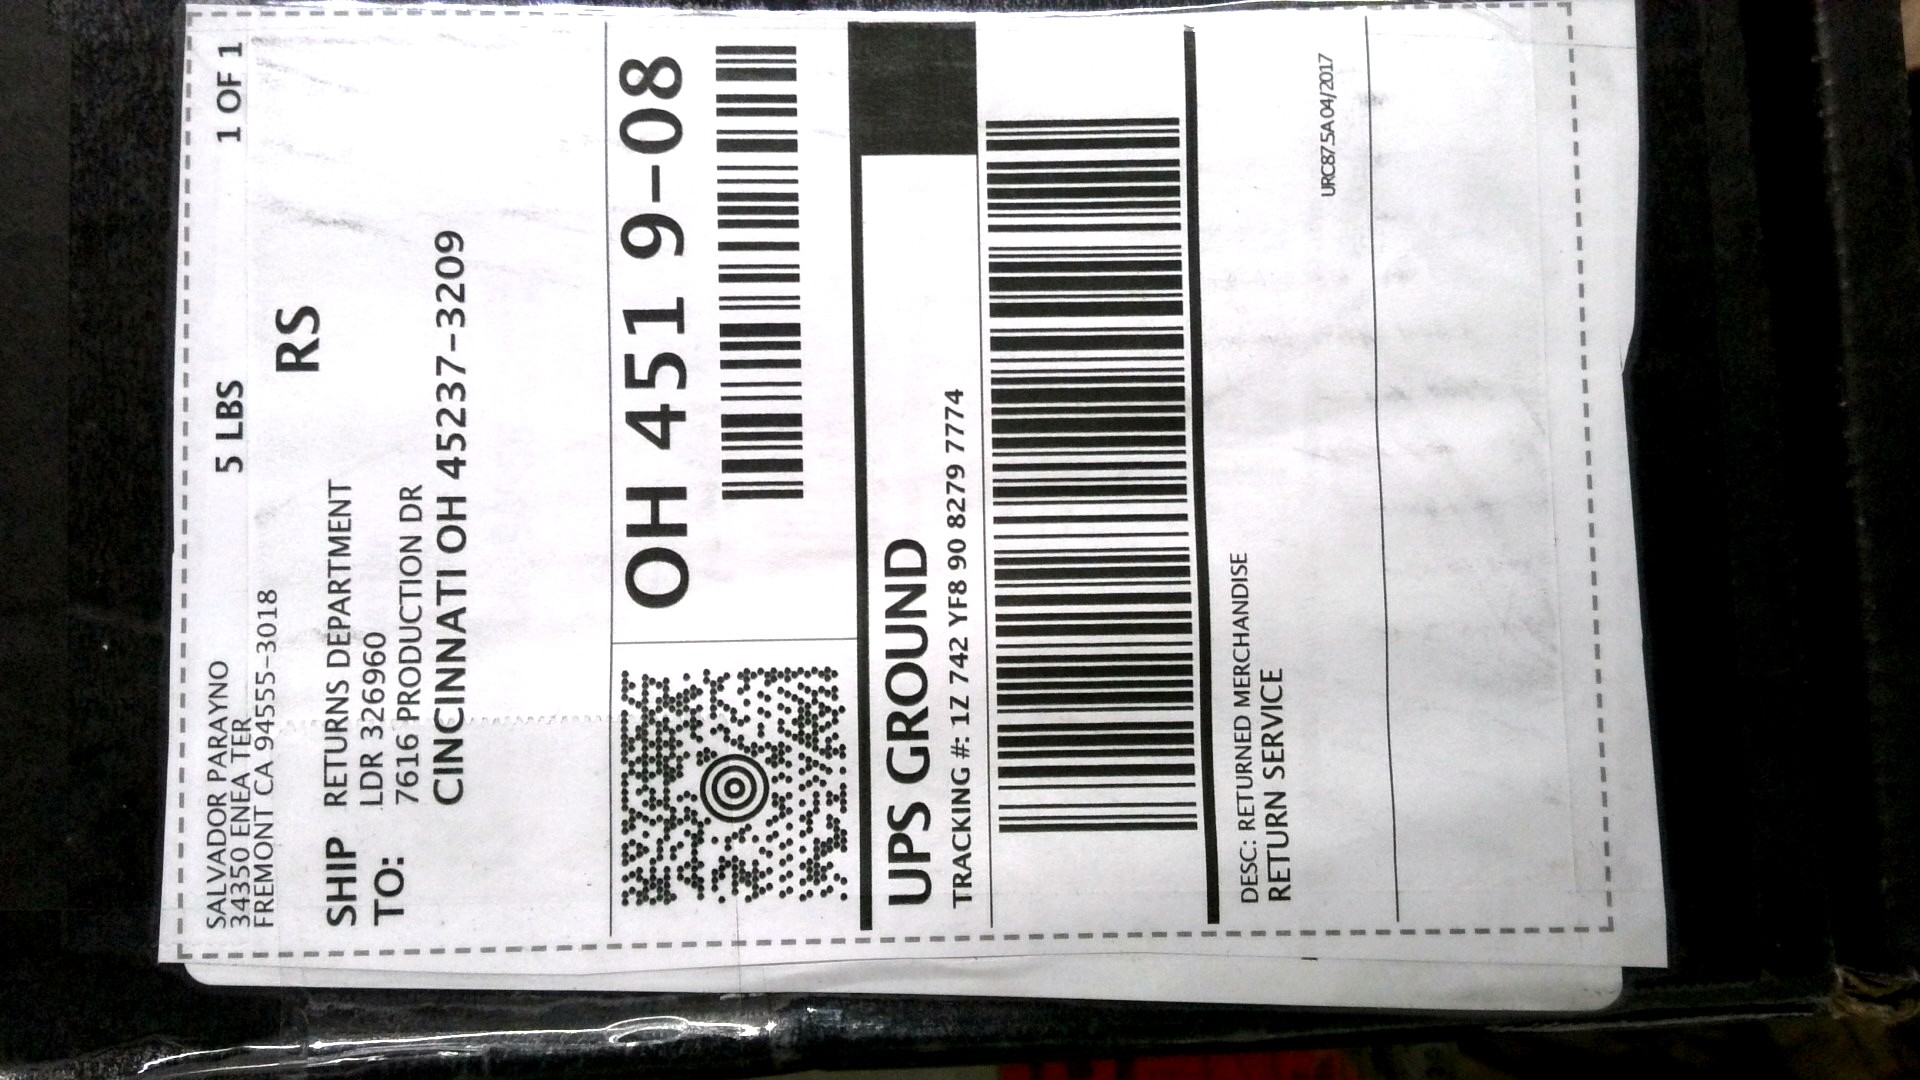 SALVADOR PARAYNO
34350 ENEA TER
FREMONT CA 94555-3018
5 LBS
1 OF 1
RS
SHIP
TO:
RETURNS DEPARTMENT
LDR 326960
7616 PRODUCTION DR
CINCINNATI OH 45237-3209
OH 451 9-08
UPS GROUND
TRACKING #: 1Z 742 YF8 90 8279 7774
DESC: RETURNED MERCHANDISE
RETURN SERVICE
URC875A 04/2017